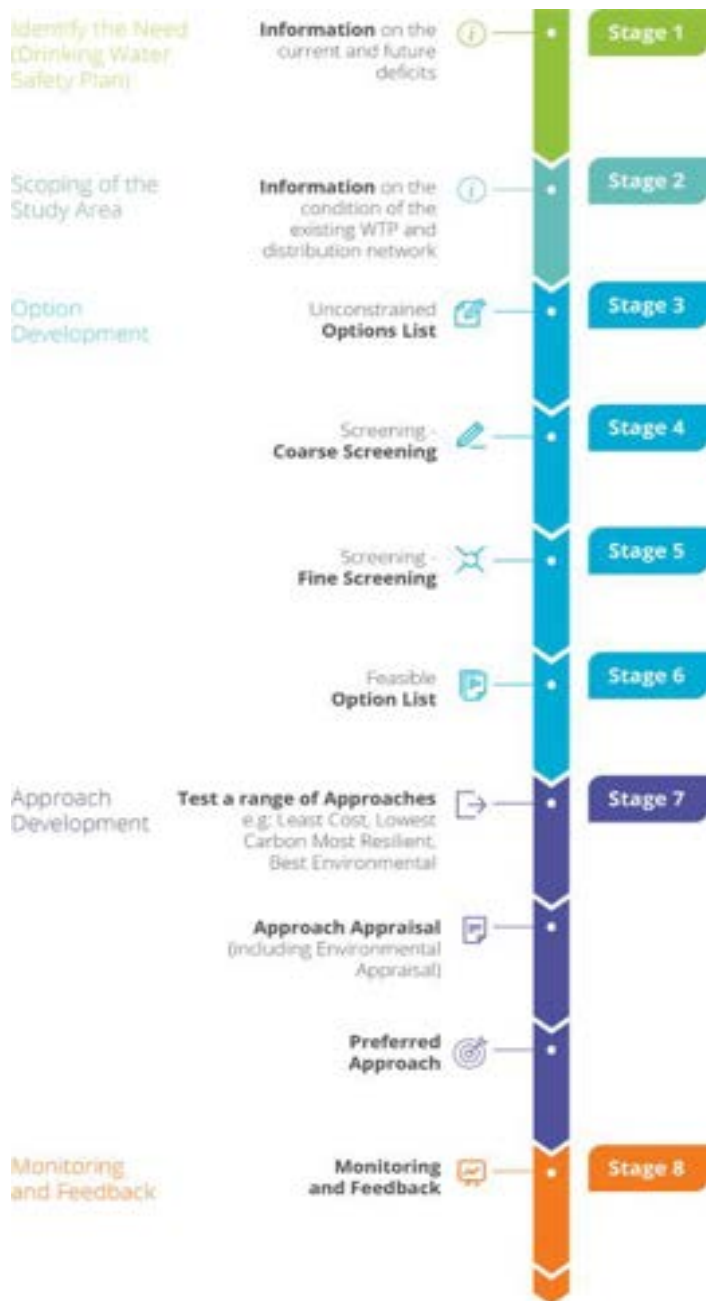 Identify the Need
(Drinking Water
Safety Plan)
Information on the
current and future
deficits
Stage 1
Scoping of the
Study Area
Information on the
condition of the
existing WTP and
distribution network
Stage 2
Option
Development
Unconstrained
Options List
Stage 3
Screening -
Coarse Screening
Stage 4
Screening -
Fine Screening
Stage 5
Feasible
Option List
Stage 6
Approach
Development
Test a range of Approaches
e.g: Least Cost, Lowest
Carbon Most Resilient,
Best Environmental
Stage 7
Approach Appraisal
(including Environmental
Appraisal)
Preferred
Approach
Monitoring
and Feedback
Monitoring
and Feedback
Stage 8